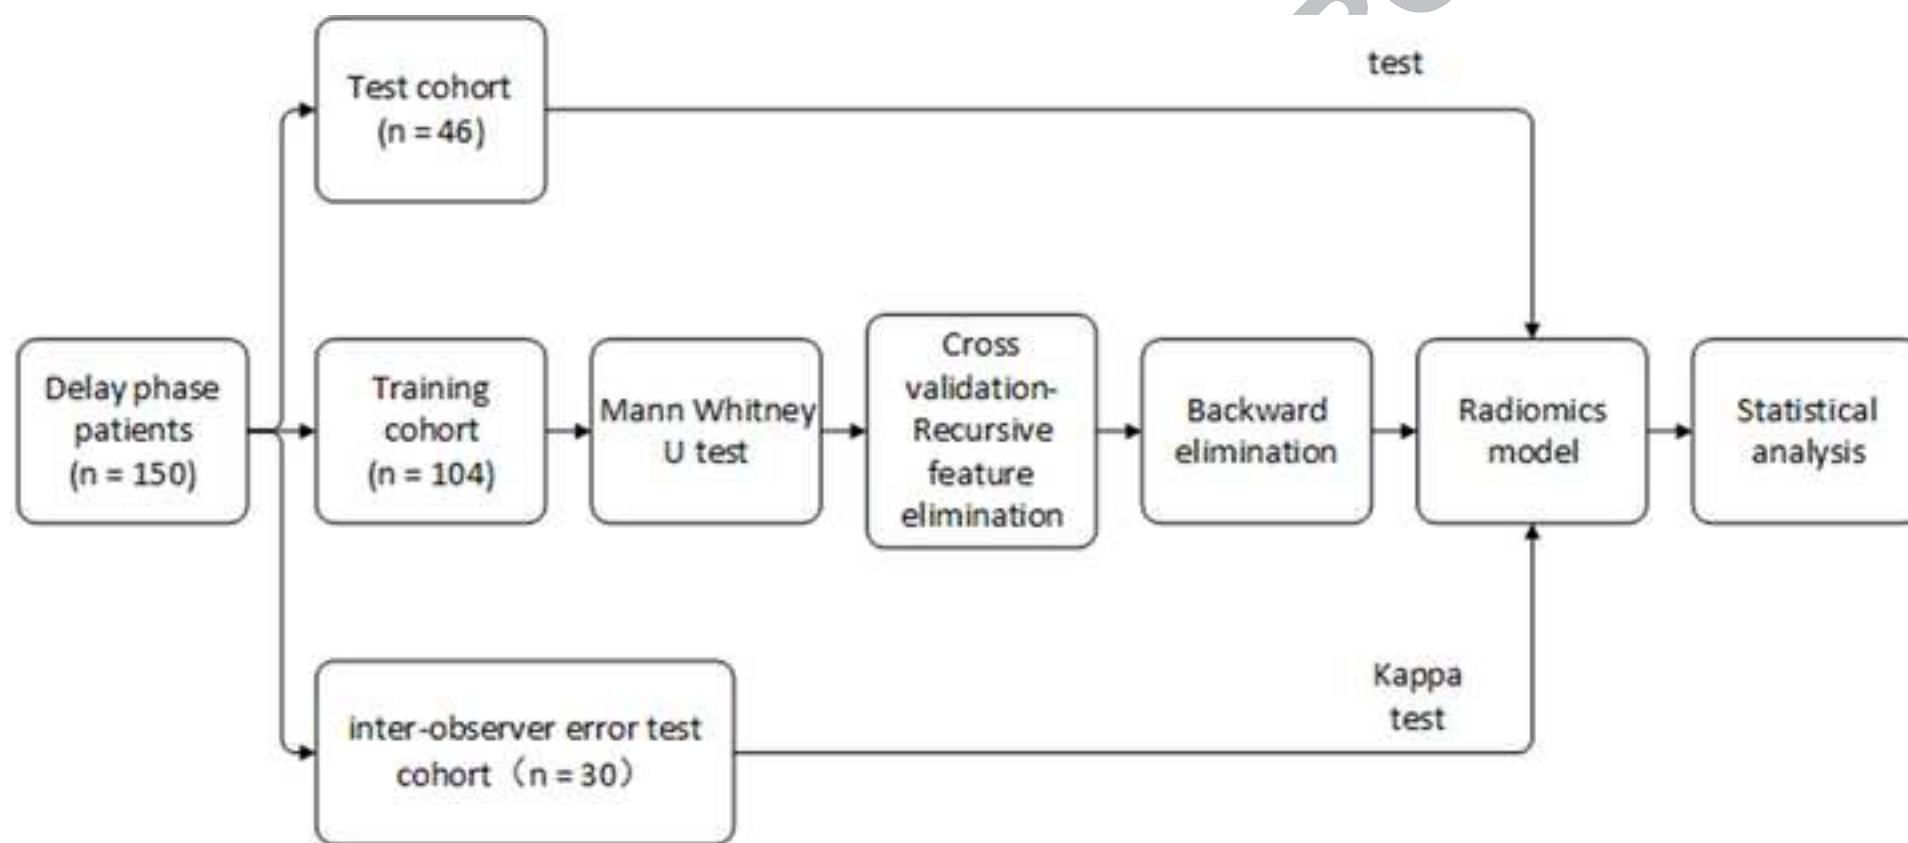 test
Test cohort
(n = 46)
Delay phase
patients
(n = 150)
Training
cohort
(n = 104)
Mann Whitney
U test
Cross
validation-
Recursive
feature
elimination
Backward
elimination
Radiomics
model
Statistical
analysis
inter-observer error test
cohort（n = 30）
Kappa
test